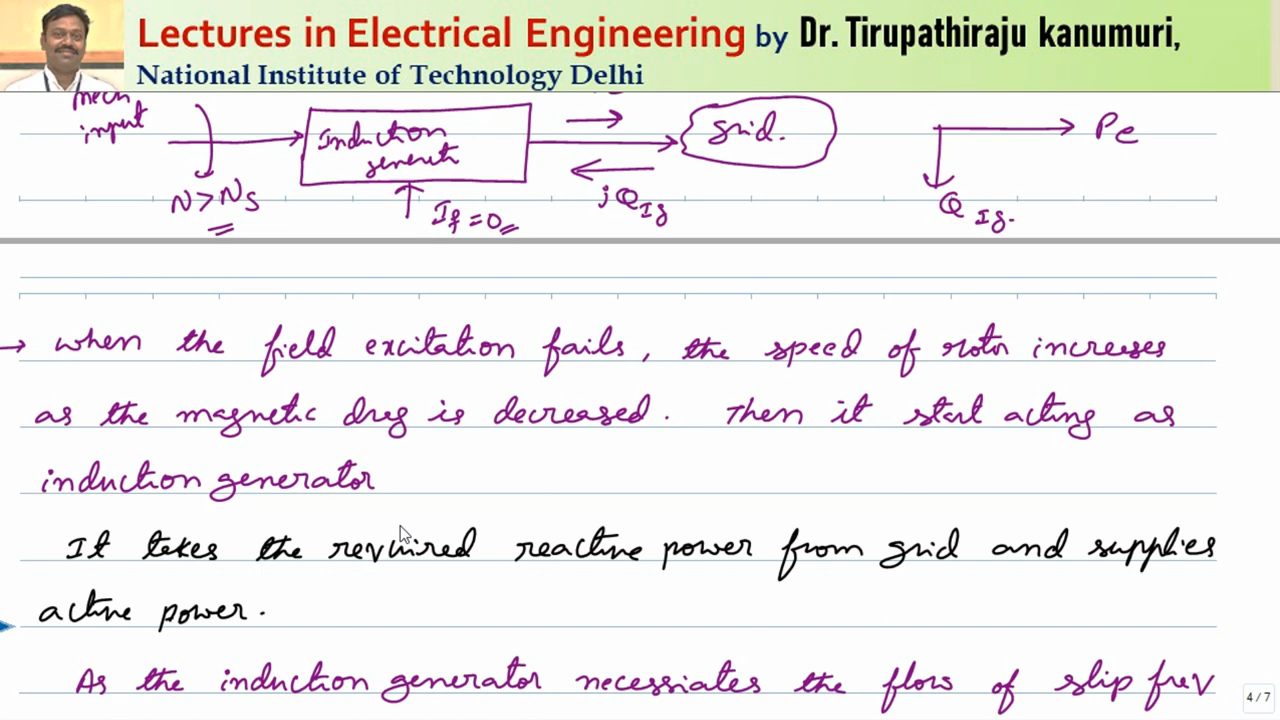 Lectures in Electrical Engineering by Dr. Tirupathiraju kanumuri,
National Institute of Technology Delhi
mech
input
Induction
generati
grid.
Pe
N > Ns
If = 0
jQIg
QIg.
→ when the field excitation fails, the speed of rotor increeses
as the magnetic drag is decreased. Then it start acting as
induction generator
It takes the required reactive power from grid and supplies
active power.
As the induction generator necessiates the flow of slip frev
4 / 7